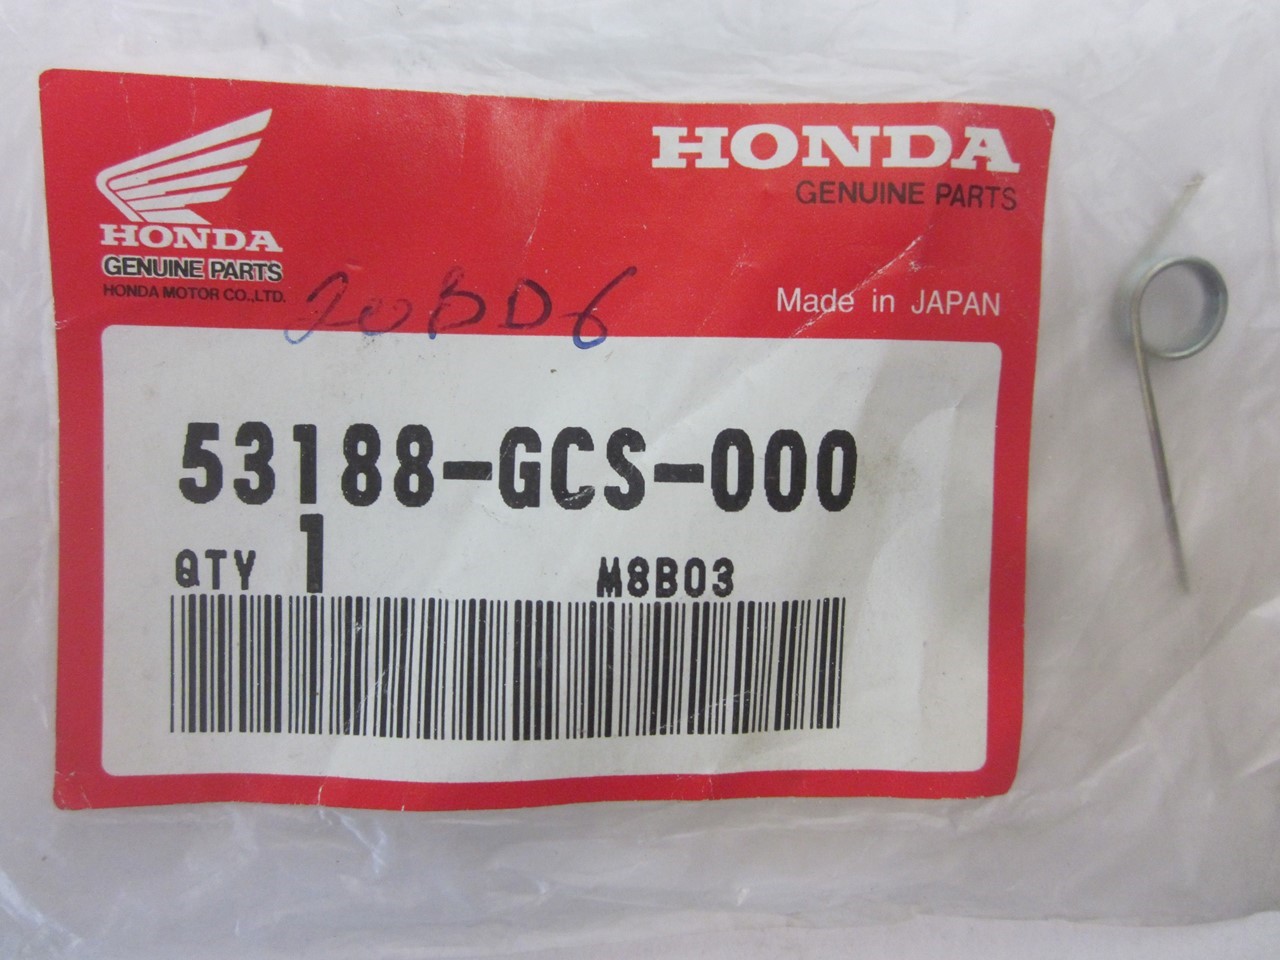 HONDA
GENUINE PARTS
HONDA
GENUINE PARTS
HONDA MOTOR CO.,LTD.
20BD6
Made in JAPAN
53188-GCS-000
QTY 1 M8B03